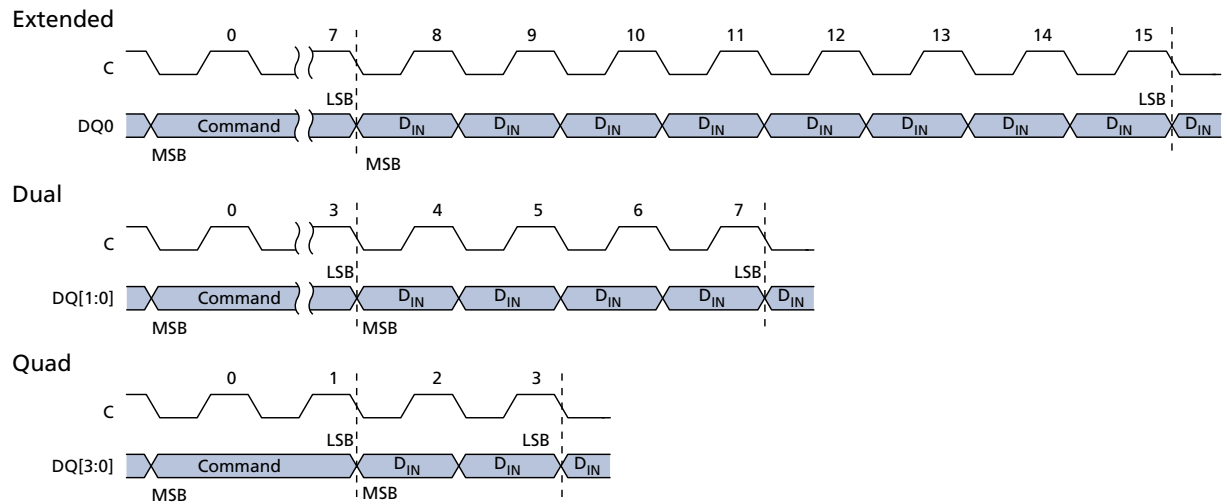 Extended
0 7 8 9 10 11 12 13 14 15
C
LSB LSB
DQ0 Command DIN DIN DIN DIN DIN DIN DIN DIN DIN
MSB MSB
Dual
0 3 4 5 6 7
C
LSB LSB
DQ[1:0] Command DIN DIN DIN DIN DIN
MSB MSB
Quad
0 1 2 3
C
LSB LSB
DQ[3:0] Command DIN DIN DIN
MSB MSB